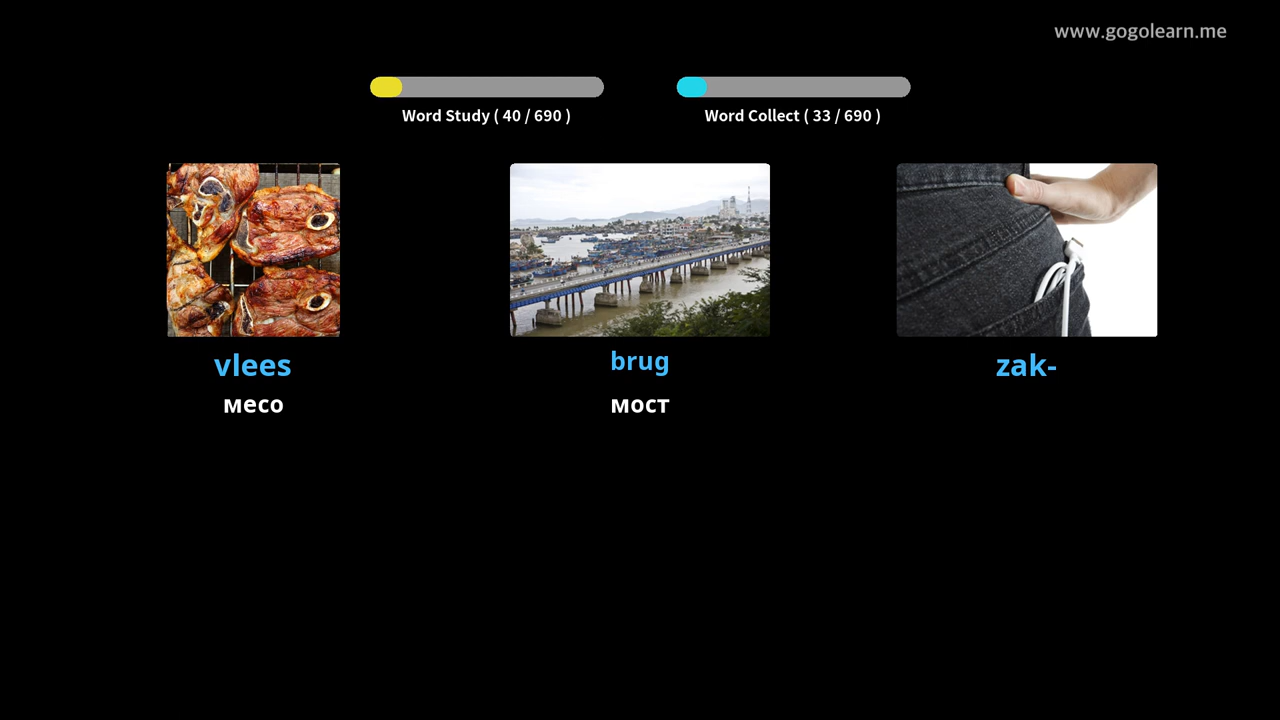 www.gogolearn.me
Word Study ( 40 / 690 )
Word Collect ( 33 / 690 )
vlees
месо
brug
мост
zak-